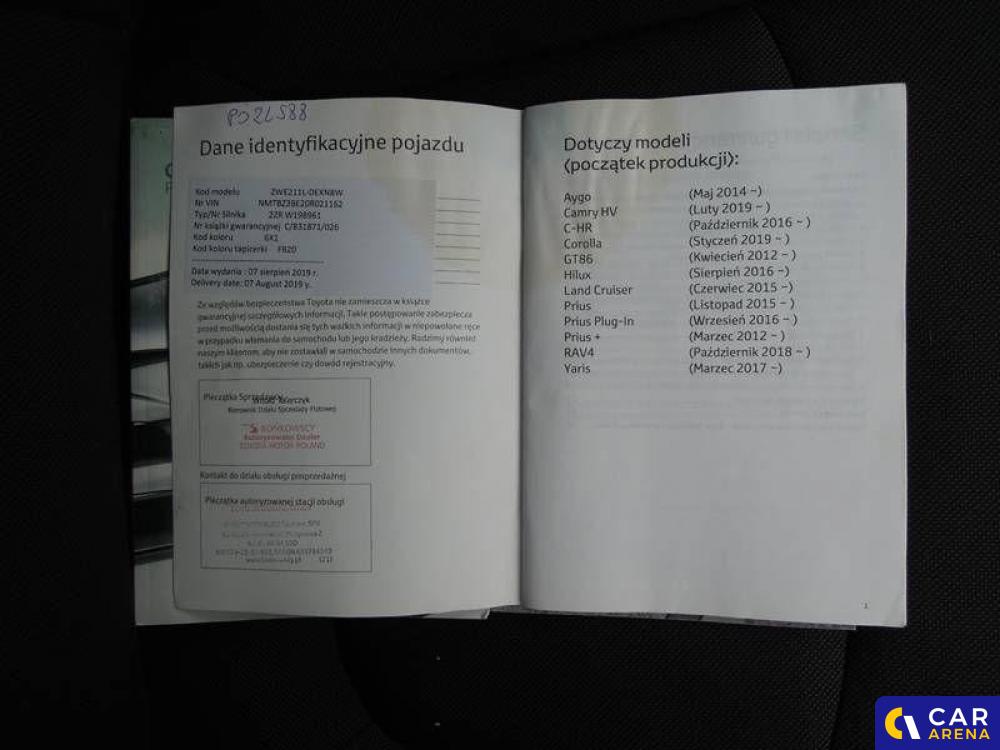 PO2LS88
Dane identyfikacyjne pojazdu
Kod modelu ZWE211L-DEXNBW
Nr VIN NMTBZ3BE20R021162
Typ/Nr Silnika 2ZR W198961
Nr książki gwarancyjnej C/831871/026
Kod koloru 6X1
Kod koloru tapicerki FB20
Data wydania : 07 sierpień 2019 r.
Delivery date: 07 August 2019 y.
Ze względów bezpieczeństwa Toyota nie zamieszcza w książce
gwarancyjnej szczegółowych informacji. Takie postępowanie zabezpiecza
przed możliwością dostania się tych ważkich informacji w niepowołane ręce
w przypadku włamania do samochodu lub jego kradzieży. Radzimy również
naszym klientom, aby nie zostawiali w samochodzie innych dokumentów,
takich jak np. ubezpieczenie czy dowód rejestracyjny.
Pieczątka Sprzedawcy
Kierownik Działu Sprzedaży Flotowej
BOŃKOWSCY
Autoryzowany Dealer
TOYOTA MOTOR POLAND
Kontakt do działu obsługi posprzedażnej
Pieczątka autoryzowanej stacji obsługi
Dotyczy modeli
(początek produkcji):
Aygo (Maj 2014 ~)
Camry HV (Luty 2019 ~ )
C-HR (Październik 2016 ~ )
Corolla (Styczeń 2019 ~ )
GT86 (Kwiecień 2012 ~ )
Hilux (Sierpień 2016 ~)
Land Cruiser (Czerwiec 2015 ~)
Prius (Listopad 2015 ~ )
Prius Plug-In (Wrzesień 2016 ~ )
Prius + (Marzec 2012 ~ )
RAV4 (Październik 2018 ~ )
Yaris (Marzec 2017 ~)
1
CAR
ARENA